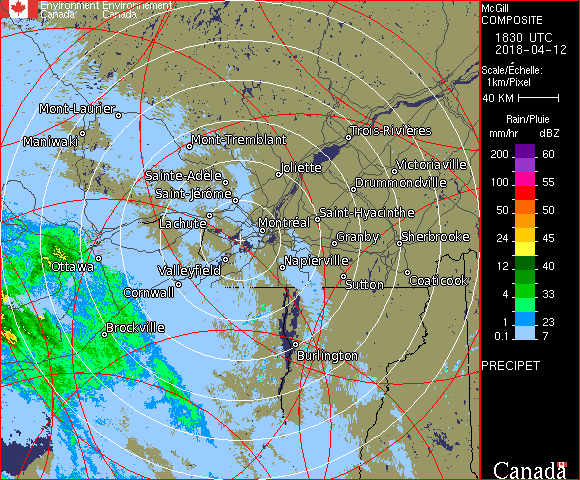 Environment Environnement
Canada Canada
McGill
COMPOSITE
1830 UTC
2018-04-12
Scale/Échelle:
1km/Pixel
40 KM
Rain/Pluie
mm/hr dBZ
200 60
100 55
75 50
50 45
24 40
12 40
4 33
1 23
0.1 7
PRECIPET
Canada
Mont-Laurier
Maniwaki
Mont-Tremblant
Trois-Rivières
Sainte-Adèle
Joliette
Victoriaville
Saint-Jérôme
Drummondville
Lachute
Montréal
Saint-Hyacinthe
Granby
Sherbrooke
Ottawa
Valleyfield
Napierville
Cornwall
Sutton
Coaticook
Brockville
Burlington